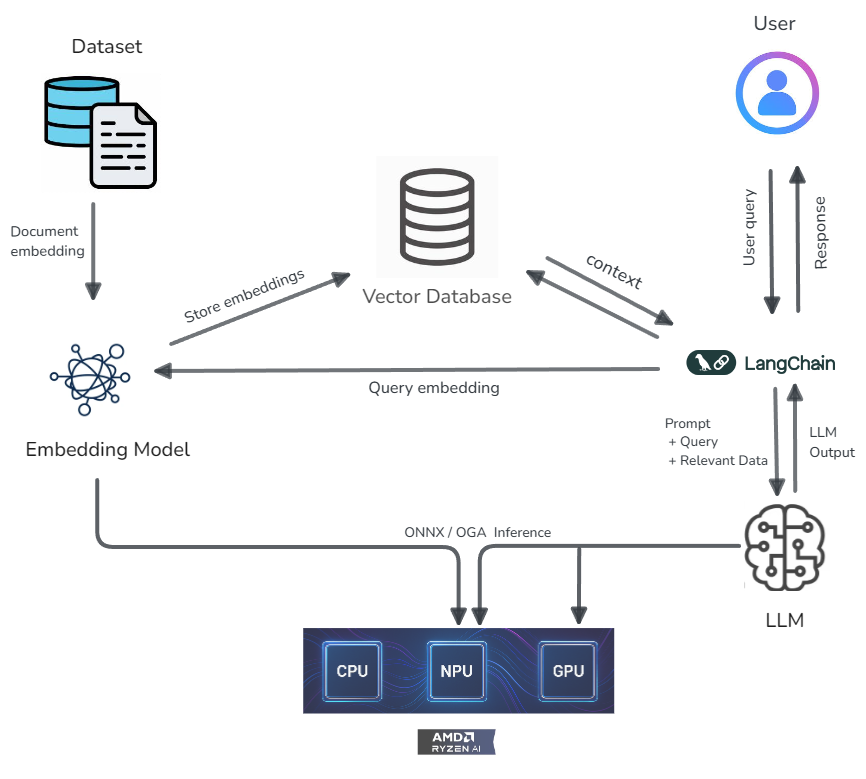 User
Dataset
User query
Response
Document
embedding
Store embeddings
context
Vector Database
LangChain
Query embedding
Prompt
+ Query
+ Relevant Data
LLM
Output
Embedding Model
ONNX / OGA Inference
LLM
CPU
NPU
GPU
AMD
RYZEN AI